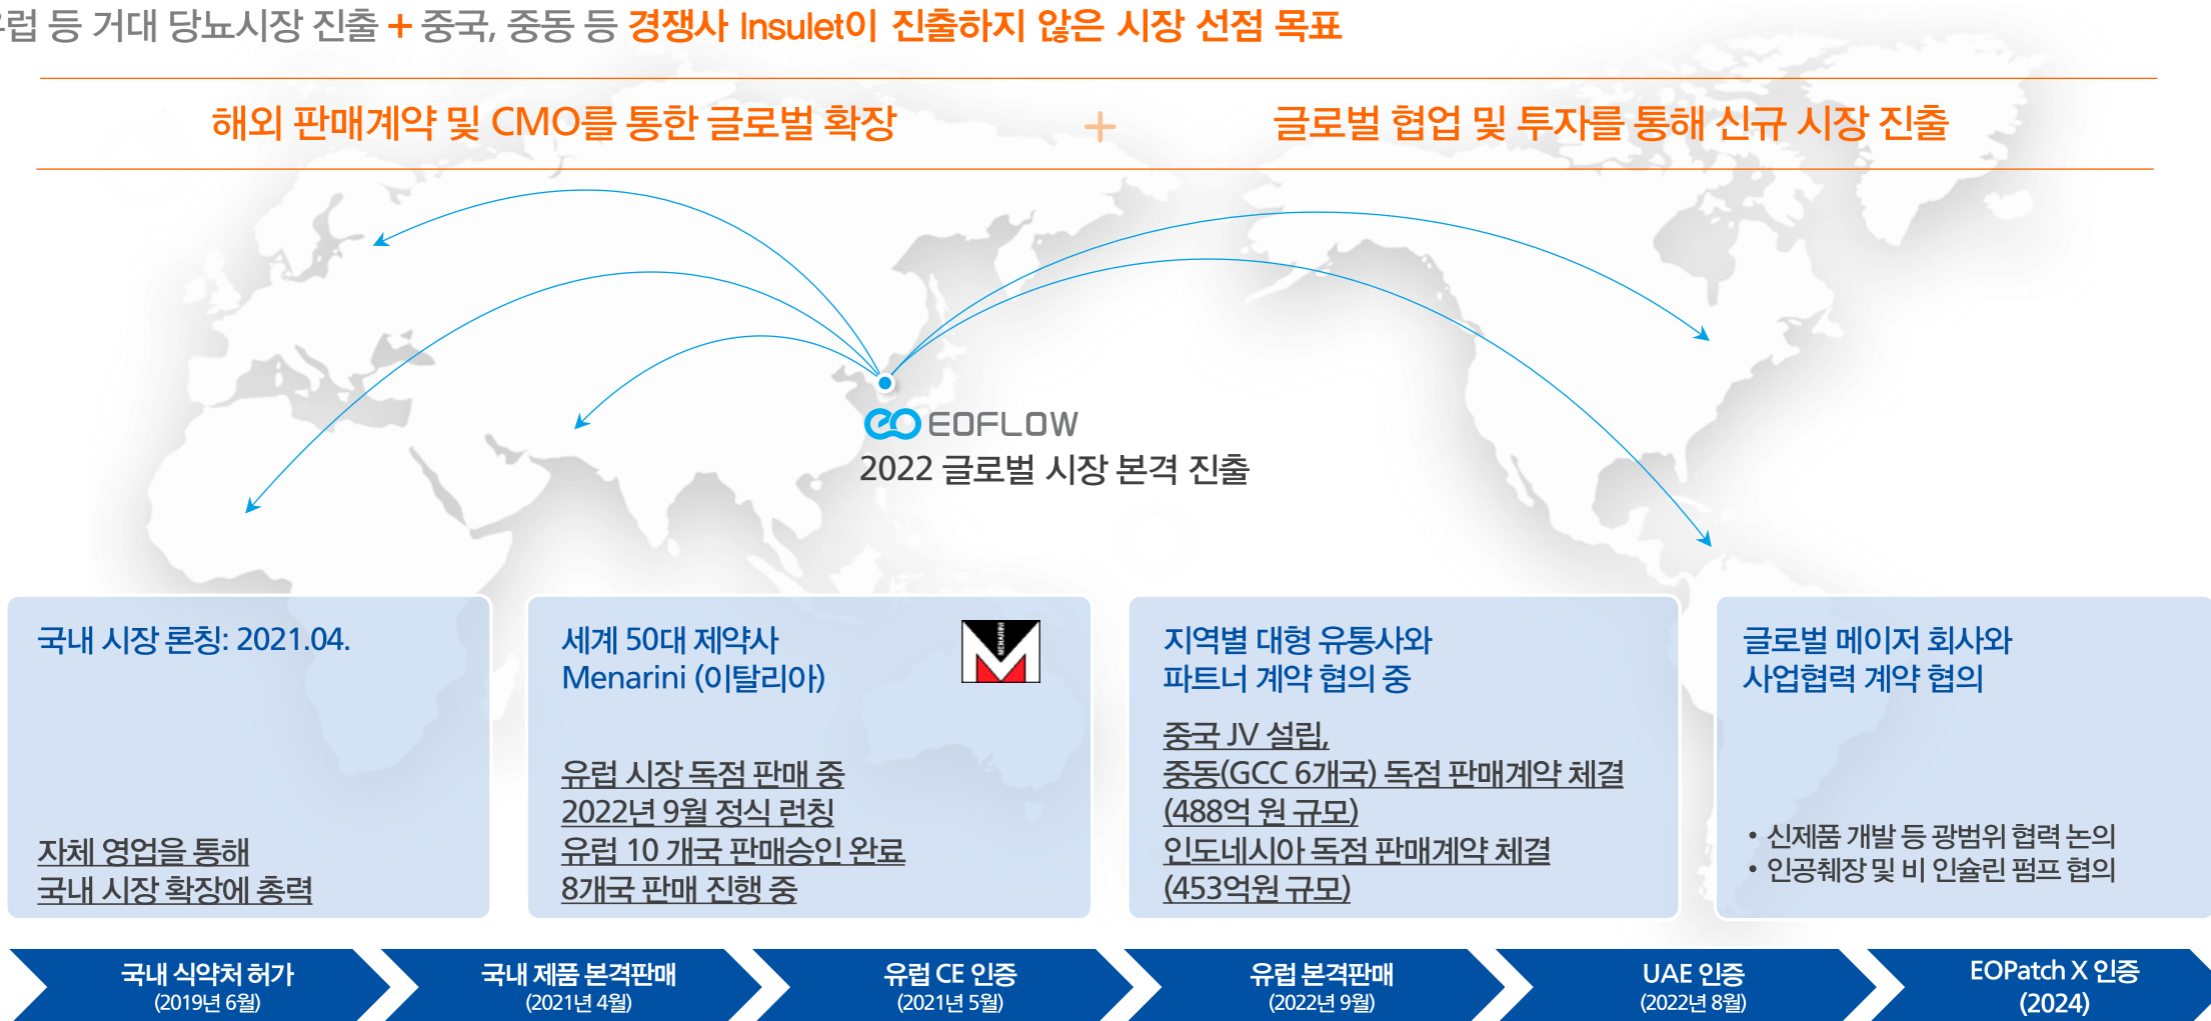 등 거대 당뇨시장 진출 + 중국, 중동 등 경쟁사 Insulet이 진출하지 않은 시장 선점 목표
해외 판매계약 및 CMO를 통한 글로벌 확장 + 글로벌 협업 및 투자를 통해 신규 시장 진출
EOFLOW
2022 글로벌 시장 본격 진출
국내 시장 론칭: 2021.04.
자체 영업을 통해
국내 시장 확장에 총력
세계 50대 제약사
Menarini (이탈리아)
MENARINI
유럽 시장 독점 판매 중
2022년 9월 정식 런칭
유럽 10 개국 판매승인 완료
8개국 판매 진행 중
지역별 대형 유통사와
파트너 계약 협의 중
중국 JV 설립,
중동(GCC 6개국) 독점 판매계약 체결
(488억 원 규모)
인도네시아 독점 판매계약 체결
(453억원 규모)
글로벌 메이저 회사와
사업협력 계약 협의
• 신제품 개발 등 광범위 협력 논의
• 인공췌장 및 비 인슐린 펌프 협의
국내 식약처 허가
(2019년 6월)
국내 제품 본격판매
(2021년 4월)
유럽 CE 인증
(2021년 5월)
유럽 본격판매
(2022년 9월)
UAE 인증
(2022년 8월)
EOPatch X 인증
(2024)